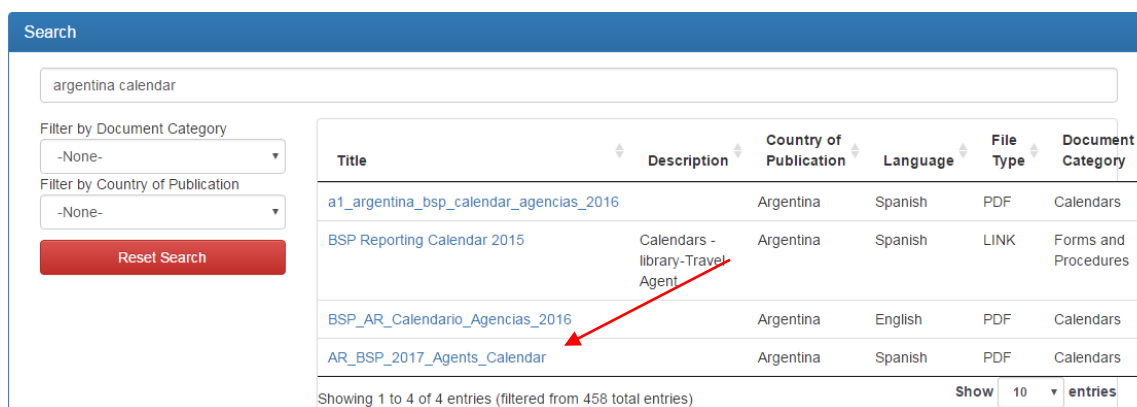 Search
argentina calendar
Filter by Document Category
-None-
Filter by Country of Publication
-None-
Reset Search
Title Description Country of Publication Language File Type Document Category
a1_argentina_bsp_calendar_agencias_2016 Argentina Spanish PDF Calendars
BSP Reporting Calendar 2015 Calendars - Argentina Spanish LINK Forms and
library-Travel Procedures
Agent
BSP_AR_Calendario_Agencias_2016 Argentina English PDF Calendars
AR_BSP_2017_Agents_Calendar Argentina Spanish PDF Calendars
Showing 1 to 4 of 4 entries (filtered from 458 total entries) Show 10 entries